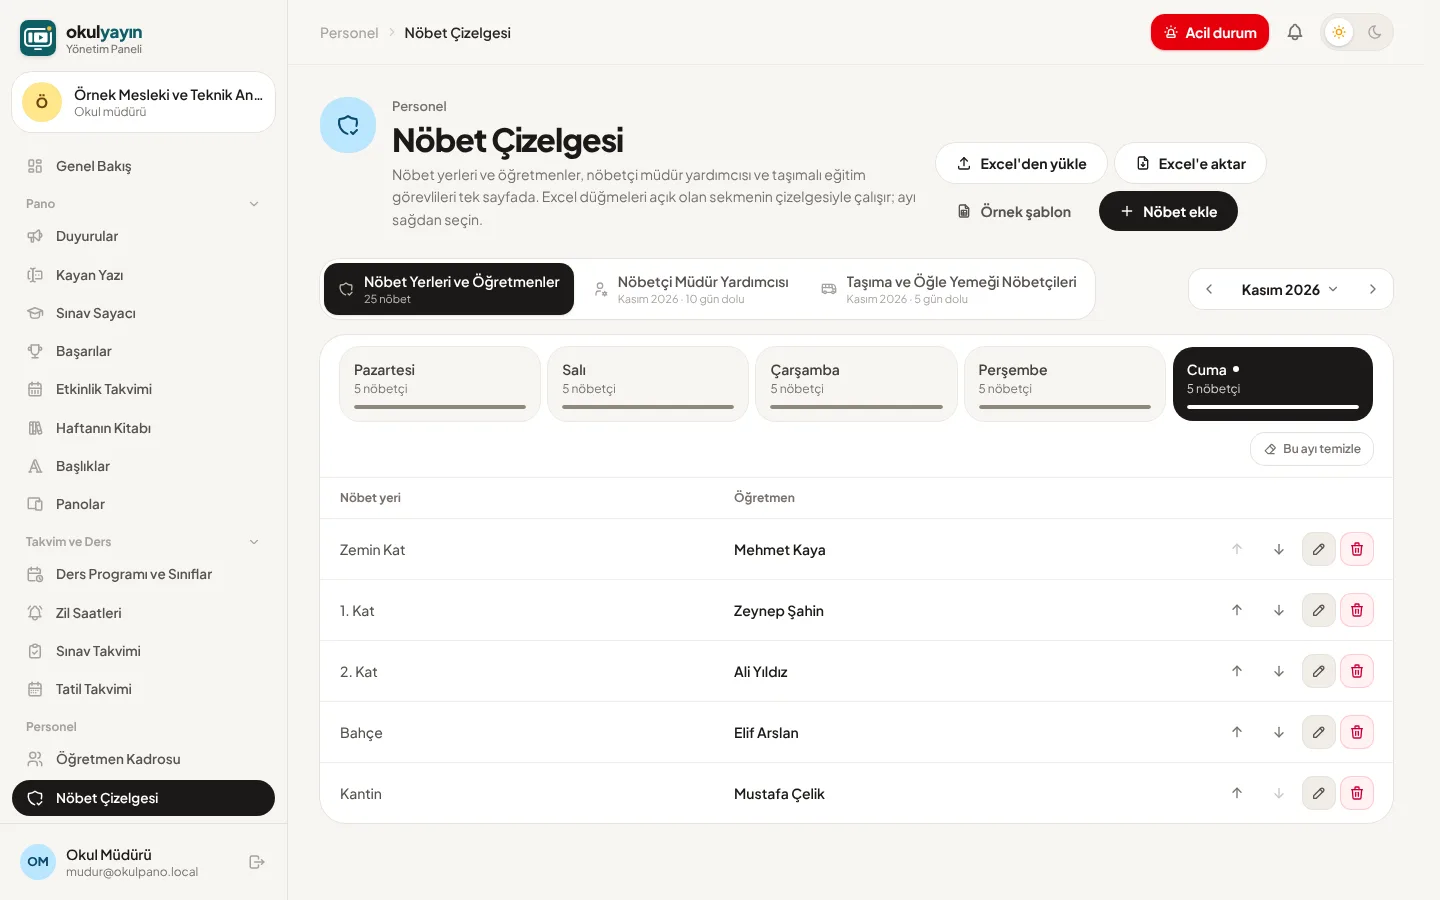 okulyayın
Yönetim Paneli
Ö
Örnek Mesleki ve Teknik An...
Okul müdürü
Genel Bakış
Pano
Duyurular
Kayan Yazı
Sınav Sayacı
Başarılar
Etkinlik Takvimi
Haftanın Kitabı
Başlıklar
Panolar
Takvim ve Ders
Ders Programı ve Sınıflar
Zil Saatleri
Sınav Takvimi
Tatil Takvimi
Personel
Öğretmen Kadrosu
Nöbet Çizelgesi
OM
Okul Müdürü
mudur@okulpano.local
Personel
Nöbet Çizelgesi
Acil durum
Personel
Nöbet Çizelgesi
Nöbet yerleri ve öğretmenler, nöbetçi müdür yardımcısı ve taşımalı eğitim
görevlileri tek sayfada. Excel düğmeleri açık olan sekmenin çizelgesiyle çalışır; ayı
sağdan seçin.
Excel'den yükle
Excel'e aktar
Örnek şablon
Nöbet ekle
Nöbet Yerleri ve Öğretmenler
25 nöbet
Nöbetçi Müdür Yardımcısı
Kasım 2026 · 10 gün dolu
Taşıma ve Öğle Yemeği Nöbetçileri
Kasım 2026 · 5 gün dolu
Kasım 2026
Pazartesi
5 nöbetçi
Salı
5 nöbetçi
Çarşamba
5 nöbetçi
Perşembe
5 nöbetçi
Cuma
5 nöbetçi
Bu ayı temizle
Nöbet yeri Öğretmen
Zemin Kat Mehmet Kaya
1. Kat Zeynep Şahin
2. Kat Ali Yıldız
Bahçe Elif Arslan
Kantin Mustafa Çelik